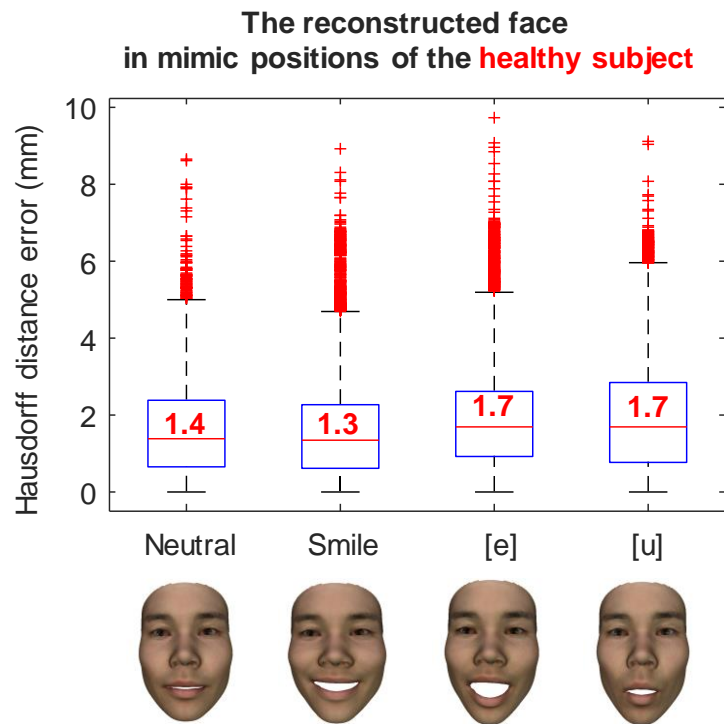 The reconstructed face
in mimic positions of the healthy subject
Hausdorff distance error (mm)
10
8
6
4
2
0
1.4
1.3
1.7
1.7
Neutral
Smile
[e]
[u]